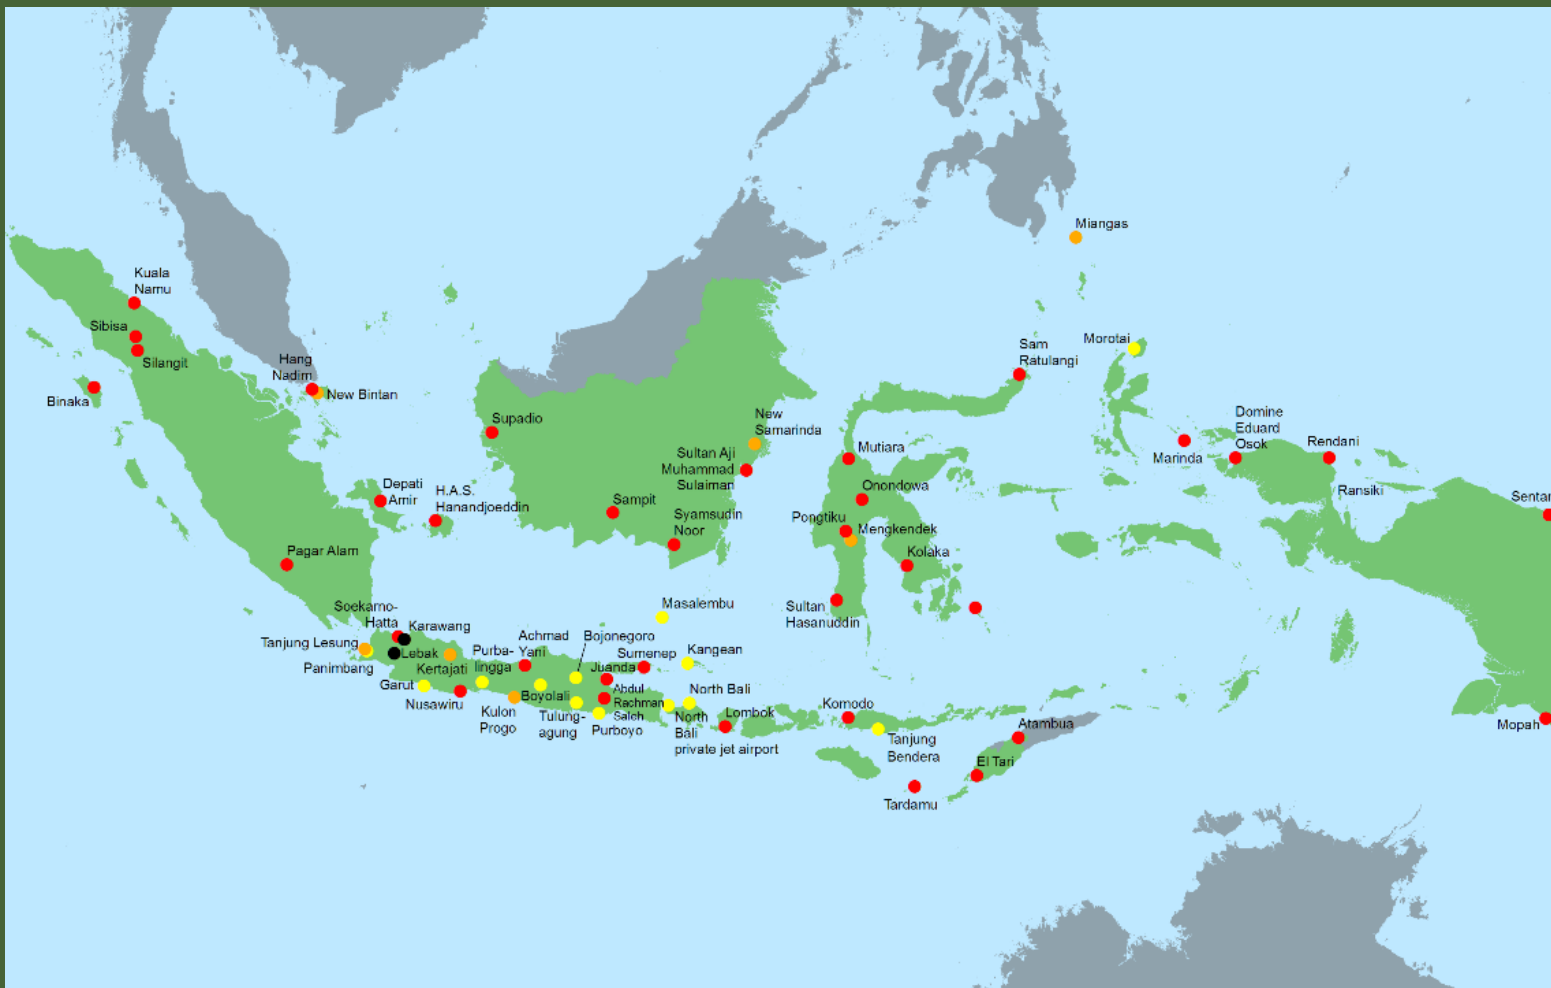 Miangas
Kuala
Namu
Sibisa
Silangit
Binaka
Hang
Nadim
New Bintan
Sam
Ratulangi
Morotai
Supadio
New
Samarinda
Sultan Aji
Muhammad
Sulaiman
Mutiara
Domine
Eduard
Osok
Rendani
Marinda
Ransiki
Depati
Amir
H.A.S.
Hanandjoeddin
Sampit
Syamsudin
Noor
Onondowa
Pongtiku
Mengkendek
Kolaka
Sentar
Pagar Alam
Soekarno-
Hatta
Karawang
Tanjung Lesung
Lebak
Panimbang
Kertajati
Garut
Nusawiru
Purba-
lingga
Achmad
Yani
Bojonegoro
Juanda
Sumenep
Masalembu
Kangean
Sultan
Hasanuddin
Boyolali
Abdul
Rachman
Saleh
Kulon
Progo
Tulung-
agung
Purboyo
North Bali
North
Bali
private jet airport
Lombok
Komodo
Tanjung
Bendera
Atambua
El Tari
Tardamu
Mopah